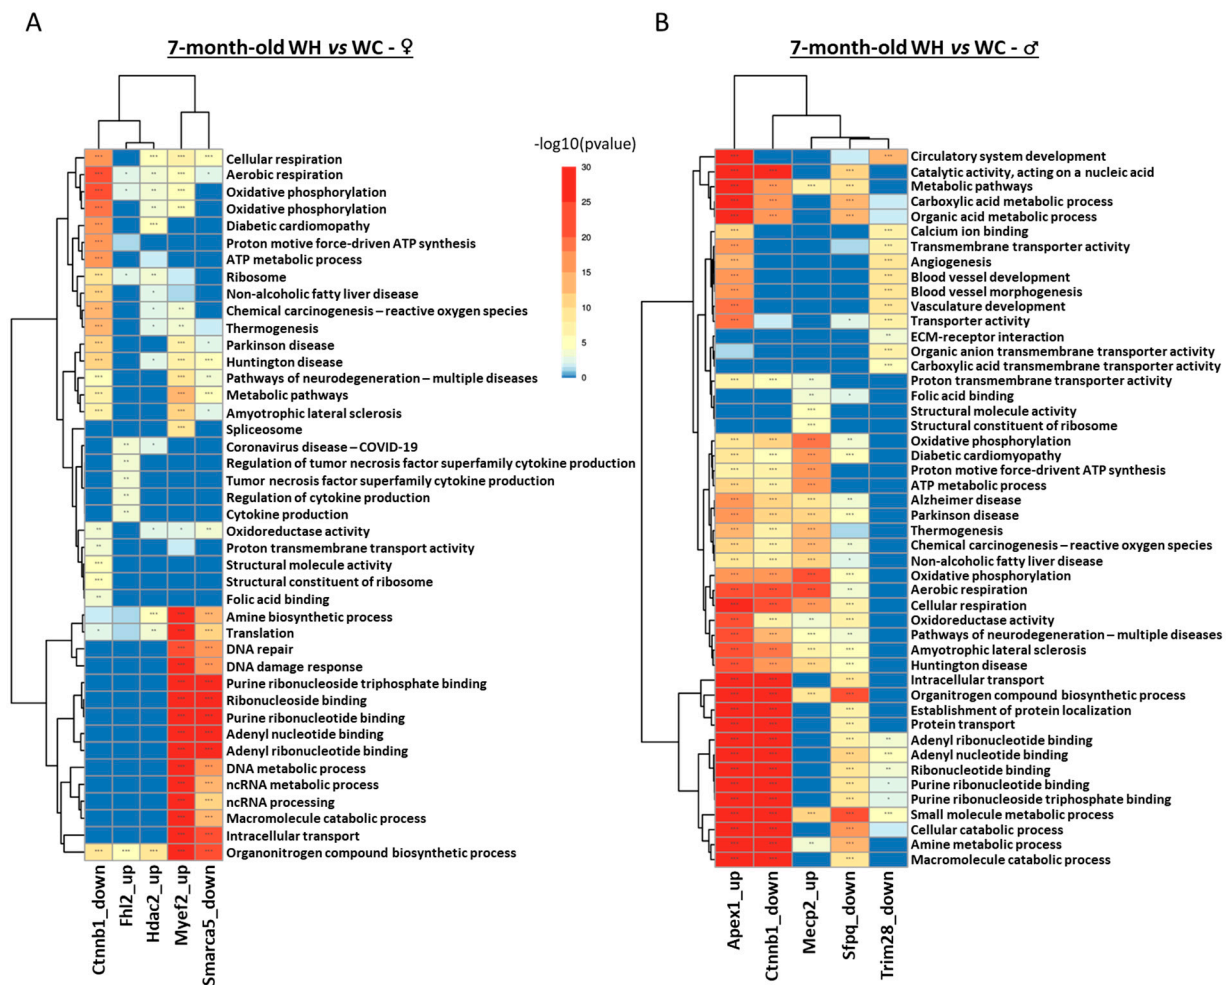 A
7-month-old WH vs WC - ♀
Cellular respiration
Aerobic respiration
Oxidative phosphorylation
Oxidative phosphorylation
Diabetic cardiomopathy
Proton motive force-driven ATP synthesis
ATP metabolic process
Ribosome
Non-alcoholic fatty liver disease
Chemical carcinogenesis – reactive oxygen species
Thermogenesis
Parkinson disease
Huntington disease
Pathways of neurodegeneration – multiple diseases
Metabolic pathways
Amyotrophic lateral sclerosis
Spliceosome
Coronavirus disease – COVID-19
Regulation of tumor necrosis factor superfamily cytokine production
Tumor necrosis factor superfamily cytokine production
Regulation of cytokine production
Cytokine production
Oxidoreductase activity
Proton transmembrane transport activity
Structural molecule activity
Structural constituent of ribosome
Folic acid binding
Amine biosynthetic process
Translation
DNA repair
DNA damage response
Purine ribonucleoside triphosphate binding
Ribonucleoside binding
Purine ribonucleotide binding
Adenyl nucleotide binding
Adenyl ribonucleotide binding
DNA metabolic process
ncRNA metabolic process
ncRNA processing
Macromolecule catabolic process
Intracellular transport
Organonitrogen compound biosynthetic process
Ctnnb1_down
Fhl2_up
Hdac2_up
Myef2_up
Smarca5_down
-log10(pvalue)
30
25
20
15
10
5
0
B
7-month-old WH vs WC - ♂
Circulatory system development
Catalytic activity, acting on a nucleic acid
Metabolic pathways
Carboxylic acid metabolic process
Organic acid metabolic process
Calcium ion binding
Transmembrane transporter activity
Angiogenesis
Blood vessel development
Blood vessel morphogenesis
Vasculature development
Transporter activity
ECM-receptor interaction
Organic anion transmembrane transporter activity
Carboxylic acid transmembrane transporter activity
Proton transmembrane transporter activity
Folic acid binding
Structural molecule activity
Structural constituent of ribosome
Oxidative phosphorylation
Diabetic cardiomyopathy
Proton motive force-drivent ATP synthesis
ATP metabolic process
Alzheimer disease
Parkinson disease
Thermogenesis
Chemical carcinogenesis – reactive oxygen species
Non-alcoholic fatty liver disease
Oxidative phosphorylation
Aerobic respiration
Cellular respiration
Oxidoreductase activity
Pathways of neurodegeneration – multiple diseases
Amyotrophic lateral sclerosis
Huntington disease
Intracellular transport
Organitrogen compound biosynthetic process
Establishment of protein localization
Protein transport
Adenyl ribonucleotide binding
Adenyl nucleotide binding
Ribonucleotide binding
Purine ribonucleotide binding
Purine ribonucleoside triphosphate binding
Small molecule metabolic process
Cellular catabolic process
Amine metabolic process
Macromolecule catabolic process
Apex1_up
Ctnnb1_down
Mecp2_up
Sfpq_down
Trim28_down